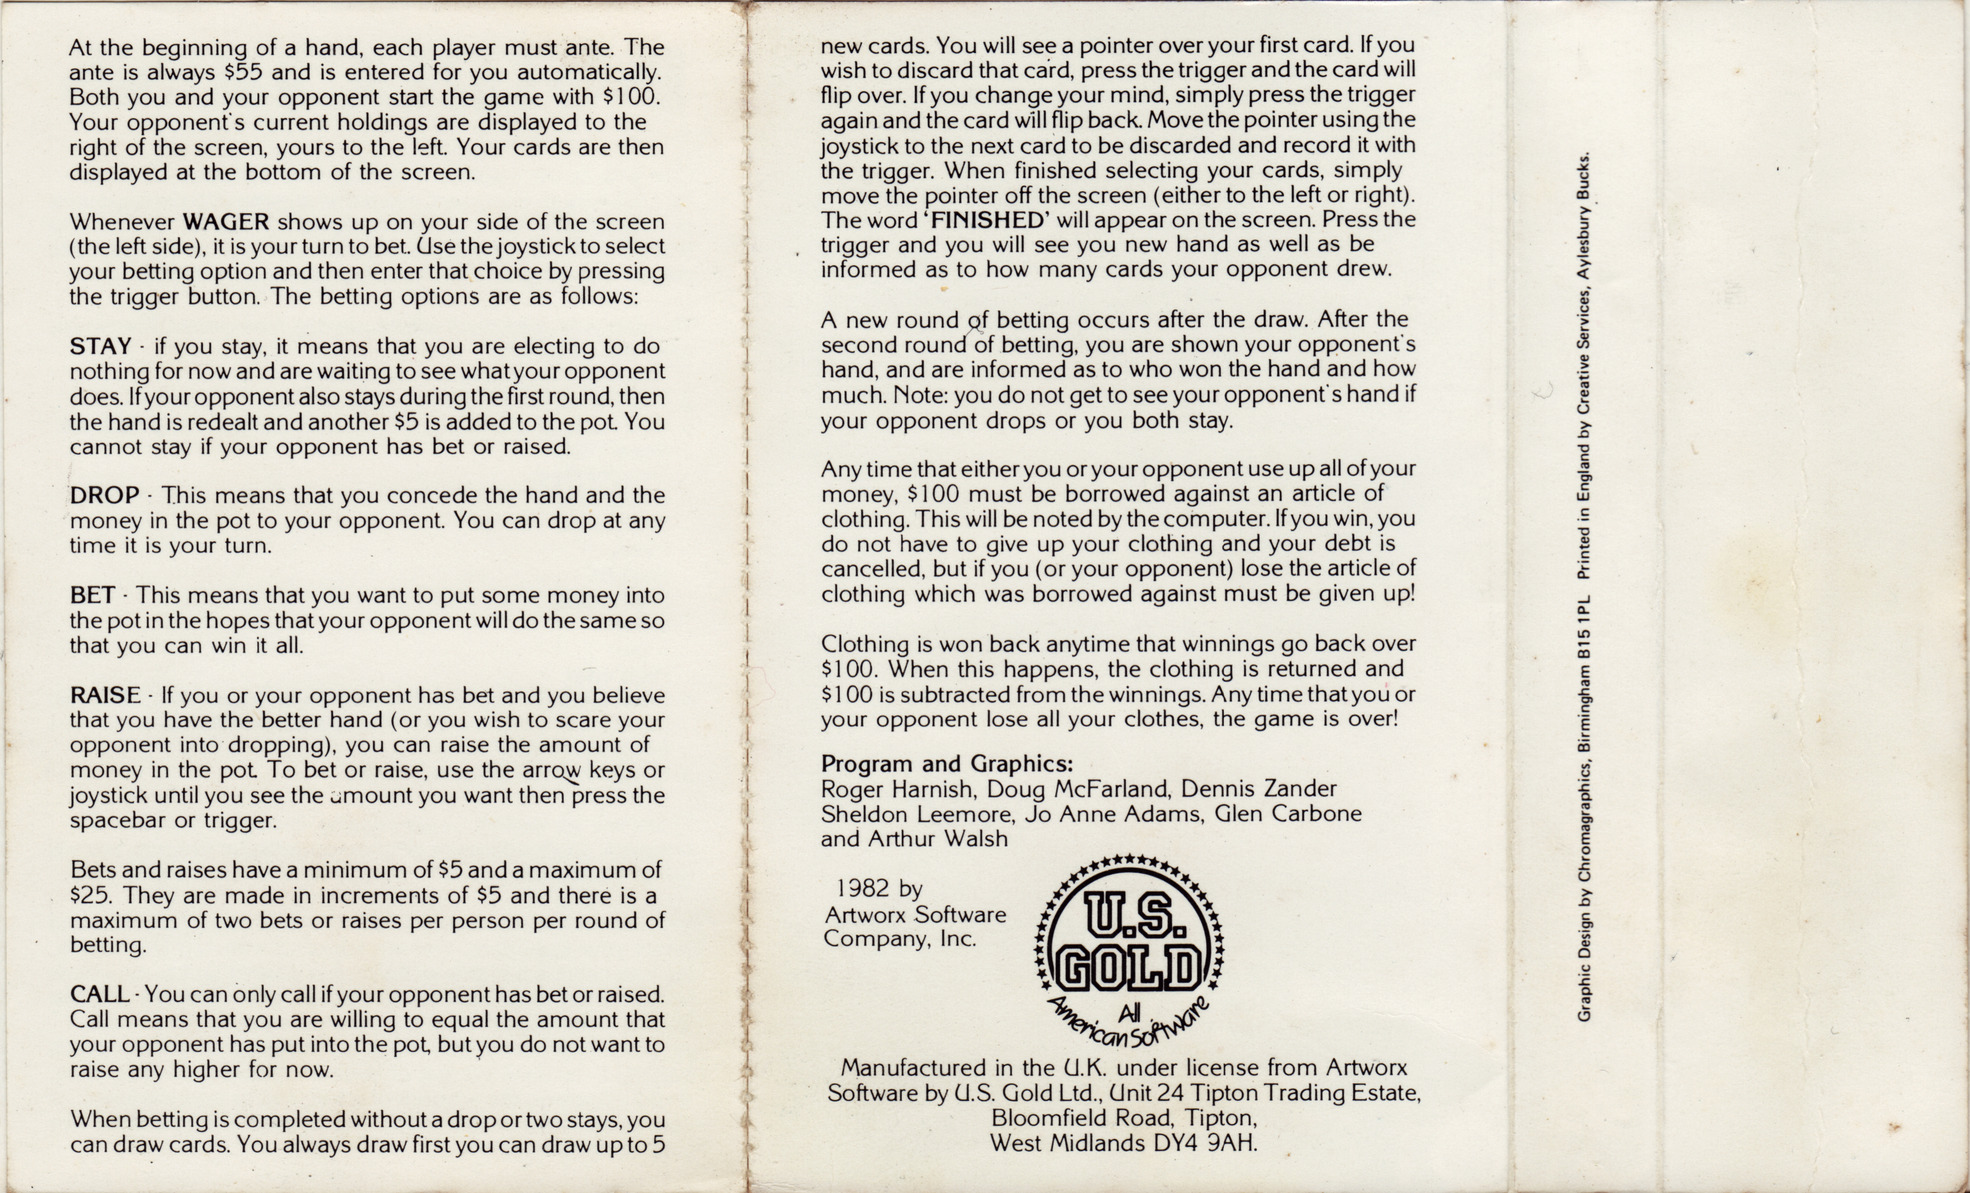 At the beginning of a hand, each player must ante. The
ante is always $55 and is entered for you automatically.
Both you and your opponent start the game with $100.
Your opponent's current holdings are displayed to the
right of the screen, yours to the left. Your cards are then
displayed at the bottom of the screen.
Whenever WAGER shows up on your side of the screen
(the left side), it is your turn to bet. Use the joystick to select
your betting option and then enter that choice by pressing
the trigger button. The betting options are as follows:
STAY - if you stay, it means that you are electing to do
nothing for now and are waiting to see what your opponent
does. If your opponent also stays during the first round, then
the hand is redealt and another $5 is added to the pot. You
cannot stay if your opponent has bet or raised.
DROP - This means that you concede the hand and the
money in the pot to your opponent. You can drop at any
time it is your turn.
BET - This means that you want to put some money into
the pot in the hopes that your opponent will do the same so
that you can win it all.
RAISE - If you or your opponent has bet and you believe
that you have the better hand (or you wish to scare your
opponent into dropping), you can raise the amount of
money in the pot. To bet or raise, use the arrow keys or
joystick until you see the amount you want then press the
spacebar or trigger.
Bets and raises have a minimum of $5 and a maximum of
$25. They are made in increments of $5 and there is a
maximum of two bets or raises per person per round of
betting.
CALL - You can only call if your opponent has bet or raised.
Call means that you are willing to equal the amount that
your opponent has put into the pot, but you do not want to
raise any higher for now.
When betting is completed without a drop or two stays, you
can draw cards. You always draw first you can draw up to 5
new cards. You will see a pointer over your first card. If you
wish to discard that card, press the trigger and the card will
flip over. If you change your mind, simply press the trigger
again and the card will flip back. Move the pointer using the
joystick to the next card to be discarded and record it with
the trigger. When finished selecting your cards, simply
move the pointer off the screen (either to the left or right).
The word 'FINISHED' will appear on the screen. Press the
trigger and you will see you new hand as well as be
informed as to how many cards your opponent drew.
A new round of betting occurs after the draw. After the
second round of betting, you are shown your opponent's
hand, and are informed as to who won the hand and how
much. Note: you do not get to see your opponent's hand if
your opponent drops or you both stay.
Any time that either you or your opponent use up all of your
money, $100 must be borrowed against an article of
clothing. This will be noted by the computer. If you win, you
do not have to give up your clothing and your debt is
cancelled, but if you (or your opponent) lose the article of
clothing which was borrowed against must be given up!
Clothing is won back anytime that winnings go back over
$100. When this happens, the clothing is returned and
$100 is subtracted from the winnings. Any time that you or
your opponent lose all your clothes, the game is over!
Program and Graphics:
Roger Harnish, Doug McFarland, Dennis Zander
Sheldon Leemore, Jo Anne Adams, Glen Carbone
and Arthur Walsh
1982 by
Artworx Software
Company, Inc.
U.S.
GOLD
All
American Software
Manufactured in the U.K. under license from Artworx
Software by U.S. Gold Ltd., Unit 24 Tipton Trading Estate,
Bloomfield Road, Tipton,
West Midlands DY4 9AH.
Graphic Design by Chromagraphics, Birmingham B15 1PL Printed in England by Creative Services, Aylesbury Bucks.